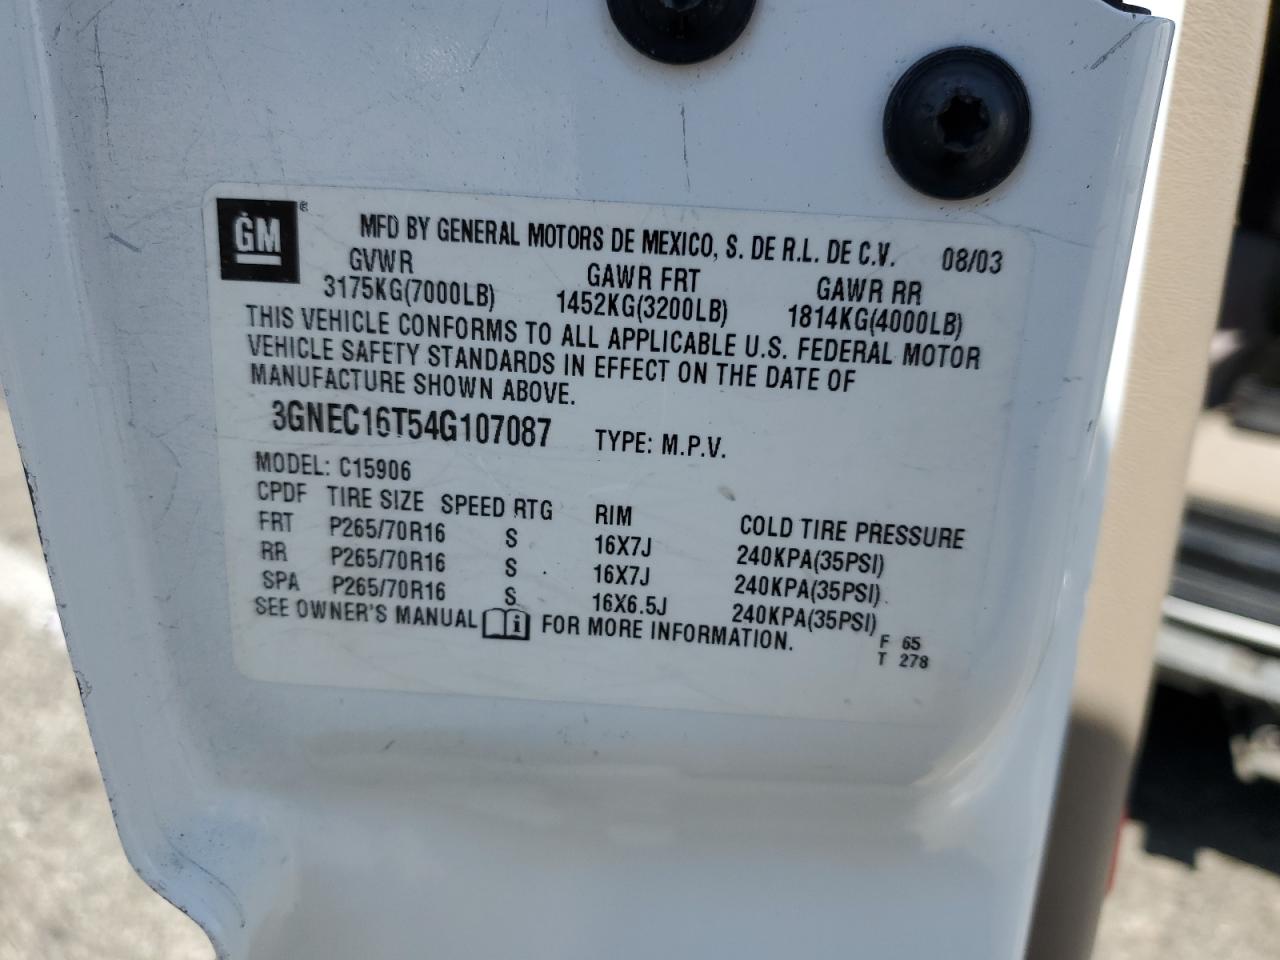 GM ® MFD BY GENERAL MOTORS DE MEXICO, S. DE R.L. DE C.V. 08/03
GVWR GAWR FRT GAWR RR
3175KG(7000LB) 1452KG(3200LB) 1814KG(4000LB)
THIS VEHICLE CONFORMS TO ALL APPLICABLE U.S. FEDERAL MOTOR
VEHICLE SAFETY STANDARDS IN EFFECT ON THE DATE OF
MANUFACTURE SHOWN ABOVE.
3GNEC16T54G107087 TYPE: M.P.V.
MODEL: C15906
CPDF TIRE SIZE SPEED RTG RIM COLD TIRE PRESSURE
FRT P265/70R16 S 16X7J 240KPA(35PSI)
RR P265/70R16 S 16X7J 240KPA(35PSI)
SPA P265/70R16 S 16X6.5J 240KPA(35PSI)
SEE OWNER'S MANUAL i FOR MORE INFORMATION.
F 65
T 278